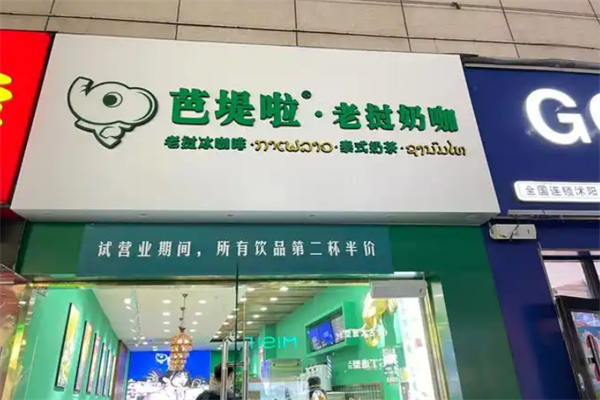 芭堤啦®·老挝奶咖
老挝冰咖啡·ກາເຟລາວ·泰式奶茶·ຊານົມໄທ
试营业期间，所有饮品第二杯半价
GO
全国连锁沭阳